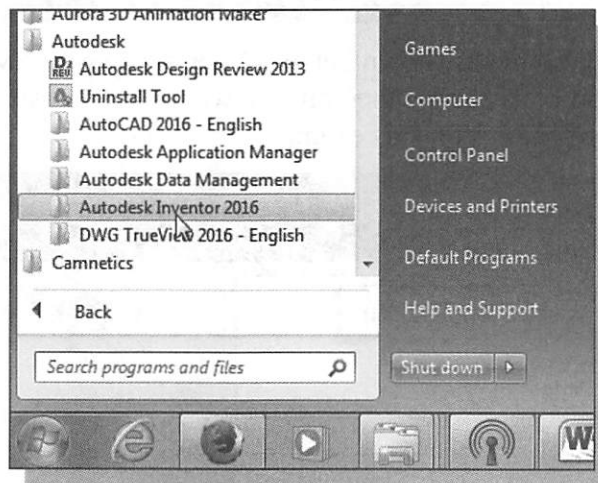 Aurora 3D Animation Maker
Autodesk
Autodesk Design Review 2013
Uninstall Tool
AutoCAD 2016 - English
Autodesk Application Manager
Autodesk Data Management
Autodesk Inventor 2016
DWG TrueView 2016 - English
Camnetics
Back
Search programs and files
Games
Computer
Control Panel
Devices and Printers
Default Programs
Help and Support
Shut down
W